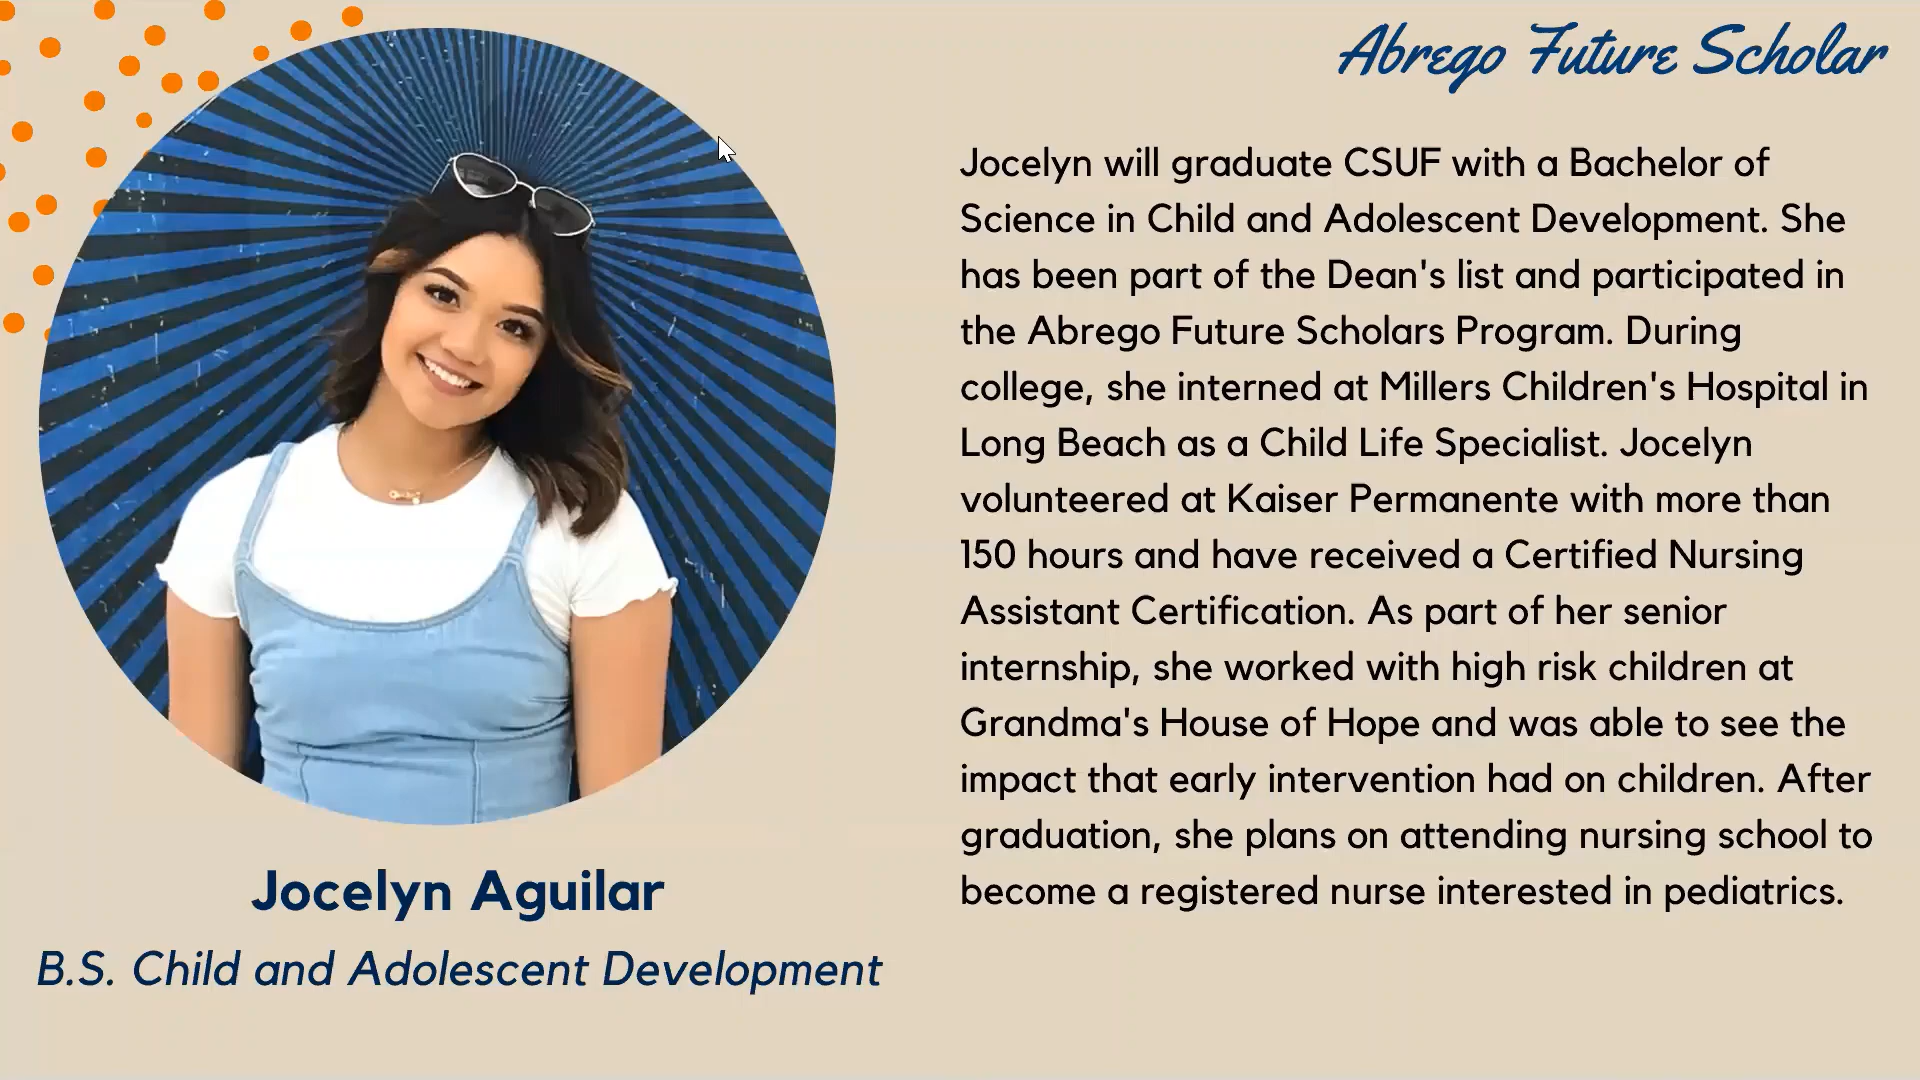 Abrego Future Scholar
Jocelyn will graduate CSUF with a Bachelor of
Science in Child and Adolescent Development. She
has been part of the Dean's list and participated in
the Abrego Future Scholars Program. During
college, she interned at Millers Children's Hospital in
Long Beach as a Child Life Specialist. Jocelyn
volunteered at Kaiser Permanente with more than
150 hours and have received a Certified Nursing
Assistant Certification. As part of her senior
internship, she worked with high risk children at
Grandma's House of Hope and was able to see the
impact that early intervention had on children. After
graduation, she plans on attending nursing school to
become a registered nurse interested in pediatrics.
Jocelyn Aguilar
B.S. Child and Adolescent Development